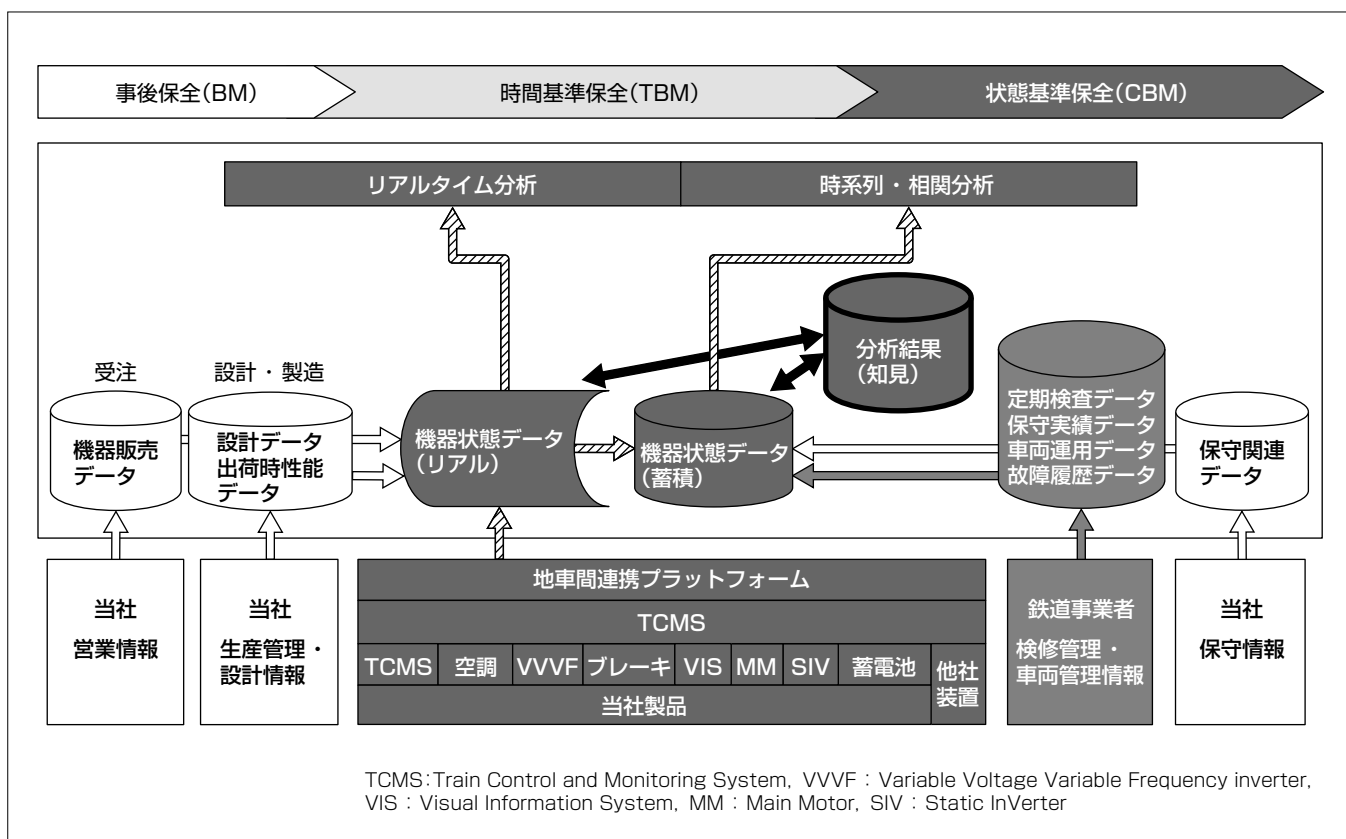 事後保全（BM）
時間基準保全（TBM）
状態基準保全（CBM）
リアルタイム分析
時系列・相関分析
分析結果
（知見）
受注
設計・製造
機器販売
データ
設計データ
出荷時性能
データ
機器状態データ
（リアル）
機器状態データ
（蓄積）
定期検査データ
保守実績データ
車両運用データ
故障履歴データ
保守関連
データ
当社
営業情報
当社
生産管理・
設計情報
地車間連携プラットフォーム
TCMS
TCMS
空調
VVVF
ブレーキ
VIS
MM
SIV
蓄電池
他社
装置
当社製品
鉄道事業者
検修管理・
車両管理情報
当社
保守情報
TCMS：Train Control and Monitoring System, VVVF : Variable Voltage Variable Frequency inverter,
VIS : Visual Information System, MM : Main Motor, SIV : Static InVerter